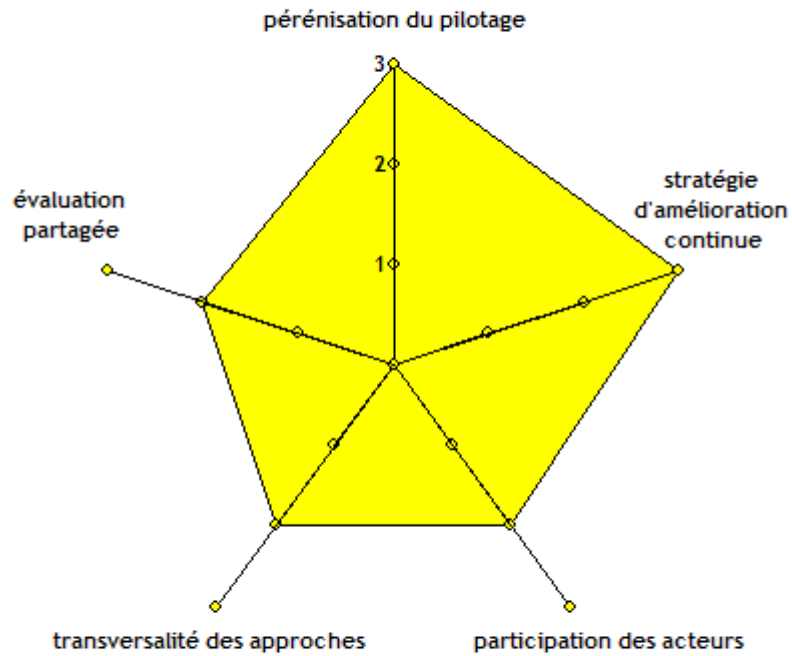 pérénisation du pilotage
3
2
1
stratégie
d'amélioration
continue
évaluation
partagée
transversalité des approches
participation des acteurs